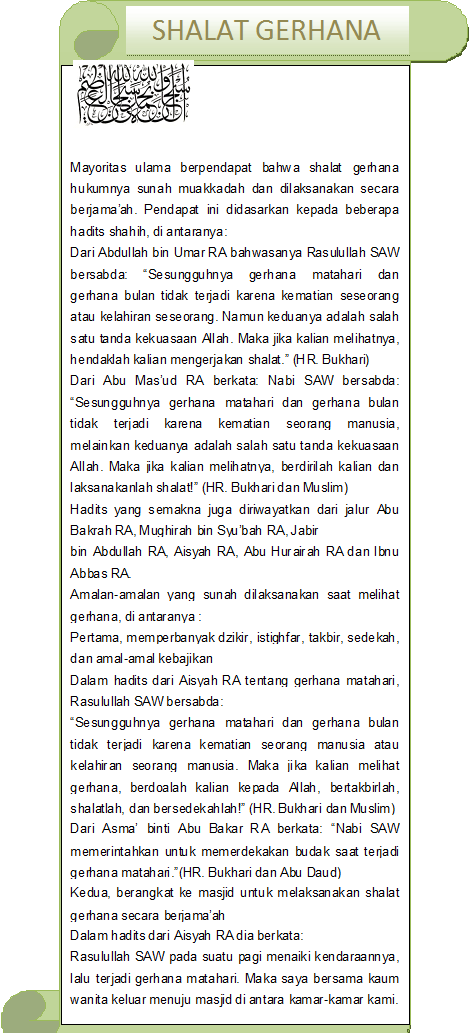 SHALAT GERHANA
سبحان الله وبحمده سبحان الله العظيم
Mayoritas ulama berpendapat bahwa shalat gerhana
hukumnya sunah muakkadah dan dilaksanakan secara
berjama’ah. Pendapat ini didasarkan kepada beberapa
hadits shahih, di antaranya:
Dari Abdullah bin Umar RA bahwasanya Rasulullah SAW
bersabda: “Sesungguhnya gerhana matahari dan
gerhana bulan tidak terjadi karena kematian seseorang
atau kelahiran seseorang. Namun keduanya adalah salah
satu tanda kekuasaan Allah. Maka jika kalian melihatnya,
hendaklah kalian mengerjakan shalat.” (HR. Bukhari)
Dari Abu Mas’ud RA berkata: Nabi SAW bersabda:
“Sesungguhnya gerhana matahari dan gerhana bulan
tidak terjadi karena kematian seorang manusia,
melainkan keduanya adalah salah satu tanda kekuasaan
Allah. Maka jika kalian melihatnya, berdirilah kalian dan
laksanakanlah shalat!” (HR. Bukhari dan Muslim)
Hadits yang semakna juga diriwayatkan dari jalur Abu
Bakrah RA, Mughirah bin Syu’bah RA, Jabir
bin Abdullah RA, Aisyah RA, Abu Hurairah RA dan Ibnu
Abbas RA.
Amalan-amalan yang sunah dilaksanakan saat melihat
gerhana, di antaranya :
Pertama, memperbanyak dzikir, istighfar, takbir, sedekah,
dan amal-amal kebajikan
Dalam hadits dari Aisyah RA tentang gerhana matahari,
Rasulullah SAW bersabda:
“Sesungguhnya gerhana matahari dan gerhana bulan
tidak terjadi karena kematian seorang manusia atau
kelahiran seorang manusia. Maka jika kalian melihat
gerhana, berdoalah kalian kepada Allah, bertakbirlah,
shalatlah, dan bersedekahlah!” (HR. Bukhari dan Muslim)
Dari Asma’ binti Abu Bakar RA berkata: “Nabi SAW
memerintahkan untuk memerdekakan budak saat terjadi
gerhana matahari.”(HR. Bukhari dan Abu Daud)
Kedua, berangkat ke masjid untuk melaksanakan shalat
gerhana secara berjama’ah
Dalam hadits dari Aisyah RA dia berkata:
Rasulullah SAW pada suatu pagi menaiki kendaraannya,
lalu terjadi gerhana matahari. Maka saya bersama kaum
wanita keluar menuju masjid di antara kamar-kamar kami.